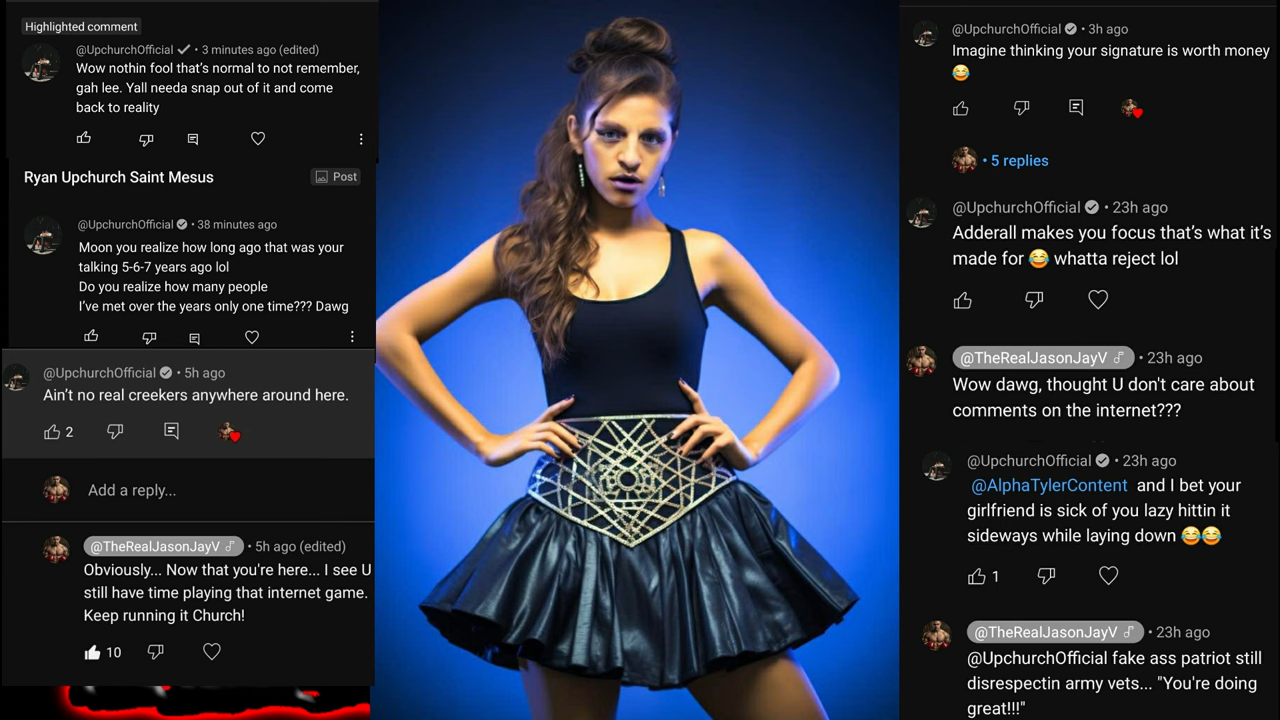 Highlighted comment
@UpchurchOfficial • 3 minutes ago (edited)
Wow nothin fool that's normal to not remember,
gah lee. Yall needa snap out of it and come
back to reality
Ryan Upchurch Saint Mesus
Post
@UpchurchOfficial • 38 minutes ago
Moon you realize how long ago that was your
talking 5-6-7 years ago lol
Do you realize how many people
I've met over the years only one time??? Dawg
@UpchurchOfficial • 5h ago
Ain't no real creekers anywhere around here.
2
Add a reply...
@TheRealJasonJayV • 5h ago (edited)
Obviously... Now that you're here... I see U
still have time playing that internet game.
Keep running it Church!
10
@UpchurchOfficial • 3h ago
Imagine thinking your signature is worth money
😂
• 5 replies
@UpchurchOfficial • 23h ago
Adderall makes you focus that's what it's
made for 😂 whatta reject lol
@TheRealJasonJayV • 23h ago
Wow dawg, thought U don't care about
comments on the internet???
@UpchurchOfficial • 23h ago
@AlphaTylerContent and I bet your
girlfriend is sick of you lazy hittin it
sideways while laying down 😂😂
1
@TheRealJasonJayV • 23h ago
@UpchurchOfficial fake ass patriot still
disrespectin army vets... "You're doing
great!!!"